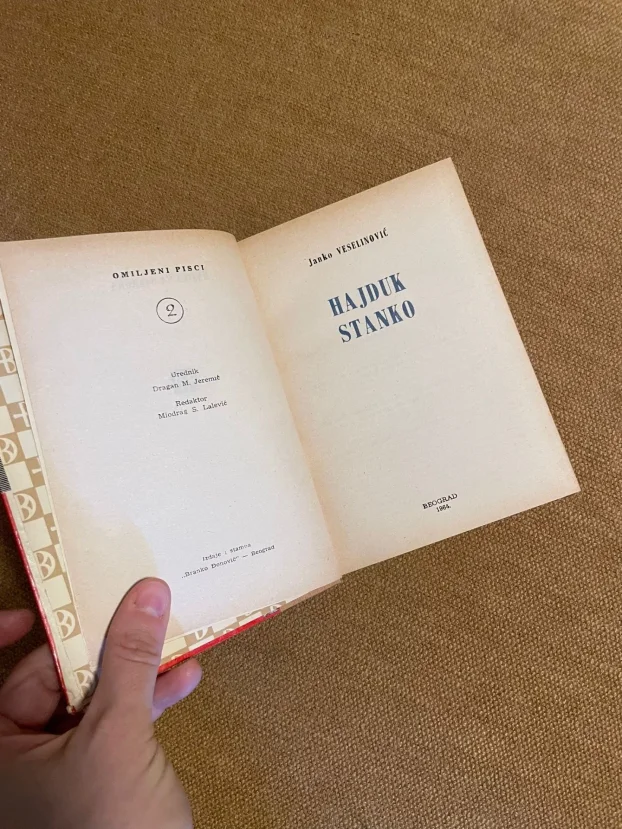 OMILJENI PISCI
2
Urednik
Dragan M. Jeremić
Redaktor
Miodrag S. Lalević
Izdaje i štampa
„Branko Đonović" — Beograd
Janko VESELINOVIĆ
HAJDUK
STANKO
BEOGRAD
1964.